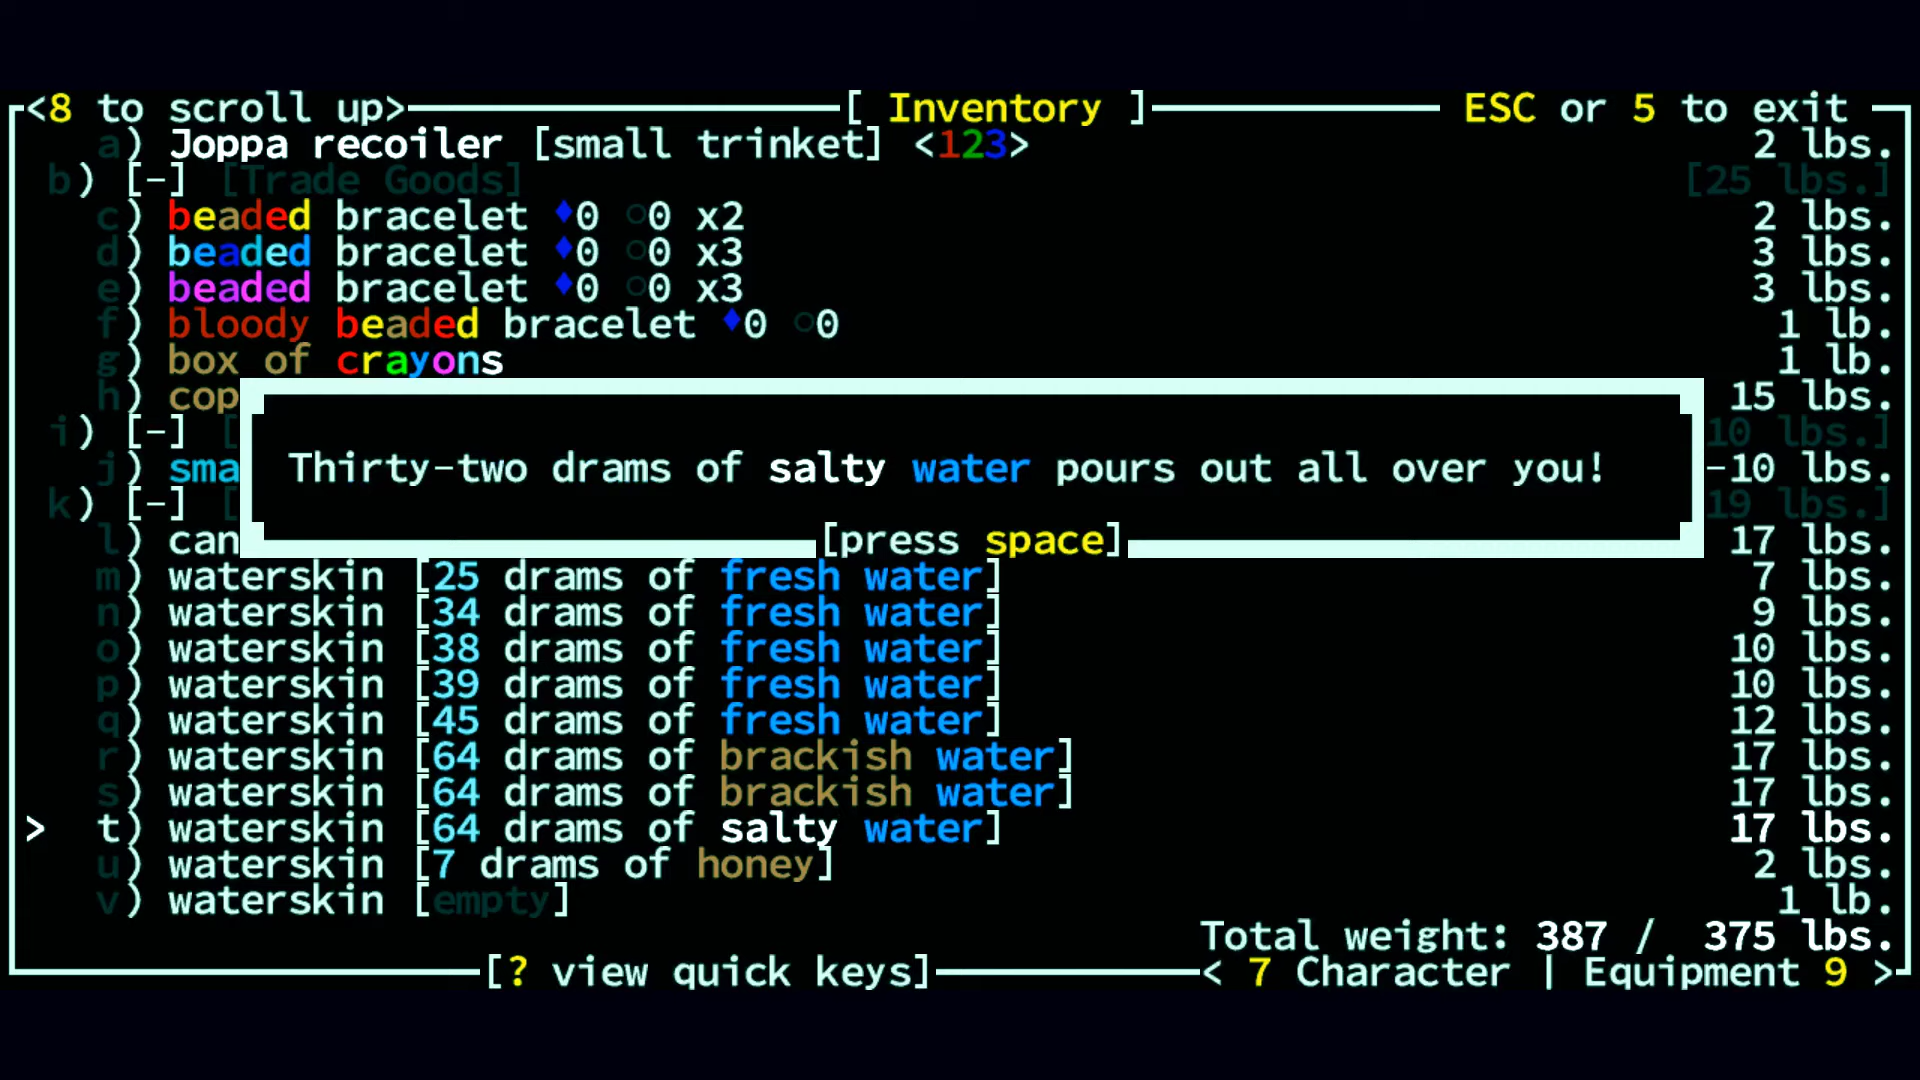 <8 to scroll up> [ Inventory ] ESC or 5 to exit
a) Joppa recoiler [small trinket] <123> 2 lbs.
b) [-] [Trade Goods] [25 lbs.]
c) beaded bracelet ♦0 ○0 x2 2 lbs.
d) beaded bracelet ♦0 ○0 x3 3 lbs.
e) beaded bracelet ♦0 ○0 x3 3 lbs.
f) bloody beaded bracelet ♦0 ○0 1 lb.
g) box of crayons 1 lb.
h) cop 15 lbs.
i) [-] [ 10 lbs.]
j) sma -10 lbs.
Thirty-two drams of salty water pours out all over you!
k) [-] [ 19 lbs.]
l) can 17 lbs.
[press space]
m) waterskin [25 drams of fresh water] 7 lbs.
n) waterskin [34 drams of fresh water] 9 lbs.
o) waterskin [38 drams of fresh water] 10 lbs.
p) waterskin [39 drams of fresh water] 10 lbs.
q) waterskin [45 drams of fresh water] 12 lbs.
r) waterskin [64 drams of brackish water] 17 lbs.
s) waterskin [64 drams of brackish water] 17 lbs.
> t) waterskin [64 drams of salty water] 17 lbs.
u) waterskin [7 drams of honey] 2 lbs.
v) waterskin [empty] 1 lb.
Total weight: 387 / 375 lbs.
[? view quick keys] < 7 Character | Equipment 9 >